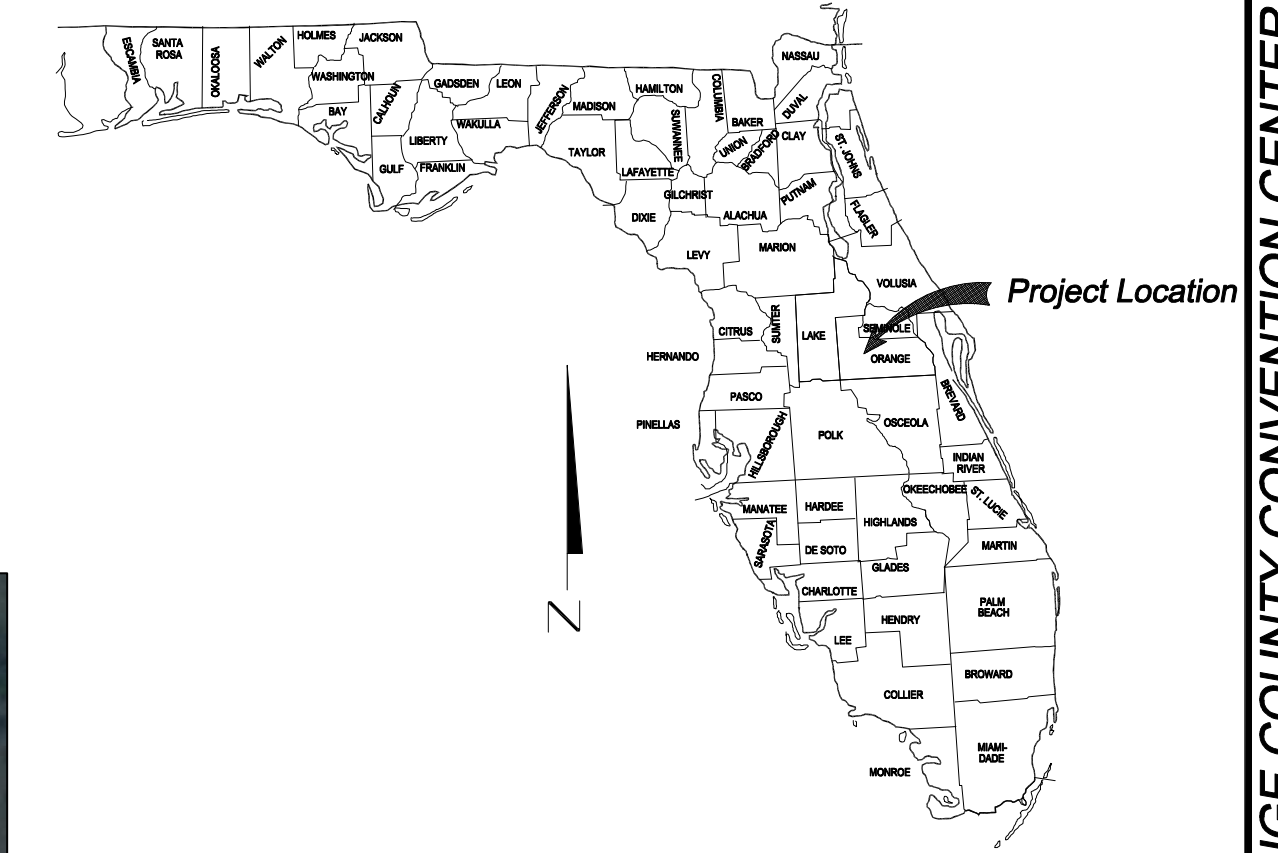 ESCAMBIA
SANTA
ROSA
OKALOOSA
WALTON
HOLMES
JACKSON
WASHINGTON
BAY
CALHOUN
GADSDEN
LEON
LIBERTY
WAKULLA
GULF
FRANKLIN
JEFFERSON
MADISON
HAMILTON
TAYLOR
SUWANNEE
LAFAYETTE
COLUMBIA
BAKER
NASSAU
DUVAL
UNION
BRADFORD
CLAY
ST. JOHNS
GILCHRIST
DIXIE
ALACHUA
PUTNAM
FLAGLER
LEVY
MARION
VOLUSIA
Project Location
CITRUS
SUMTER
LAKE
SEMINOLE
ORANGE
HERNANDO
PASCO
PINELLAS
HILLSBOROUGH
POLK
OSCEOLA
BREVARD
INDIAN
RIVER
OKEECHOBEE
ST. LUCIE
MANATEE
HARDEE
HIGHLANDS
SARASOTA
DE SOTO
MARTIN
CHARLOTTE
GLADES
LEE
HENDRY
PALM
BEACH
BROWARD
COLLIER
MIAMI-
DADE
MONROE
N
COUNTY CONVENTION CENTER